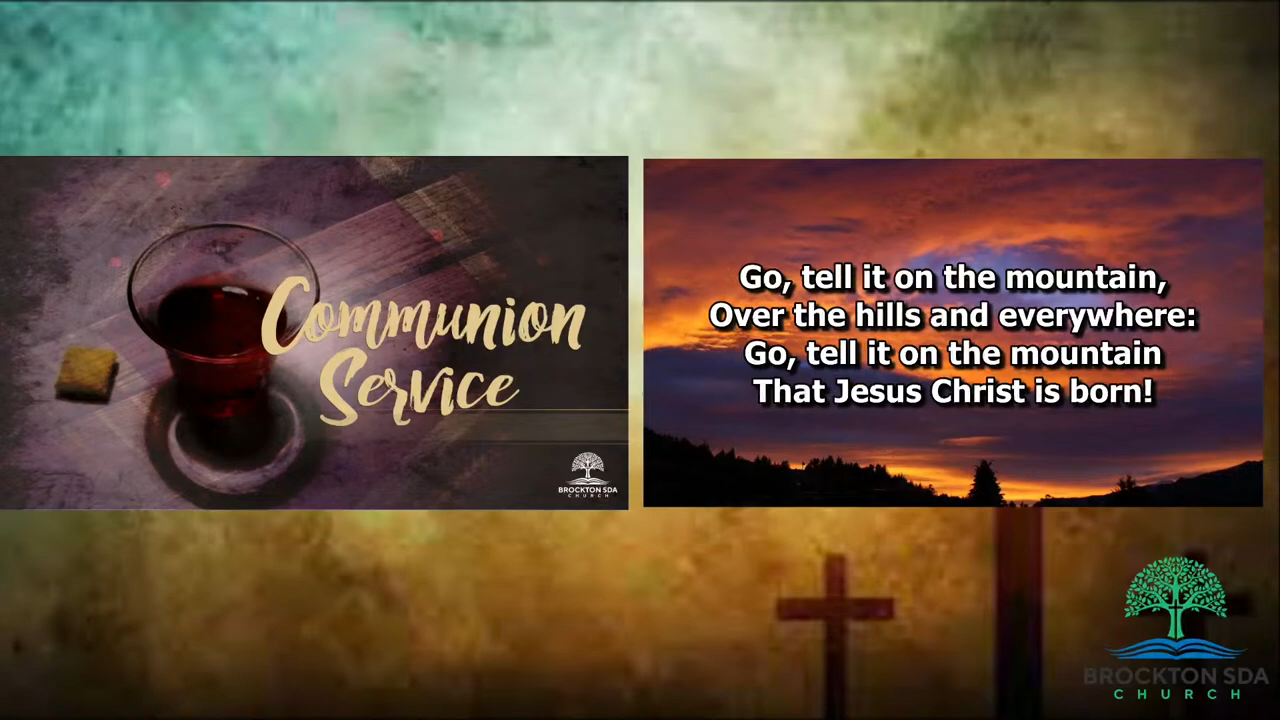 Communion
Service
BROCKTON SDA
CHURCH
Go, tell it on the mountain,
Over the hills and everywhere:
Go, tell it on the mountain
That Jesus Christ is born!
BROCKTON SDA
CHURCH